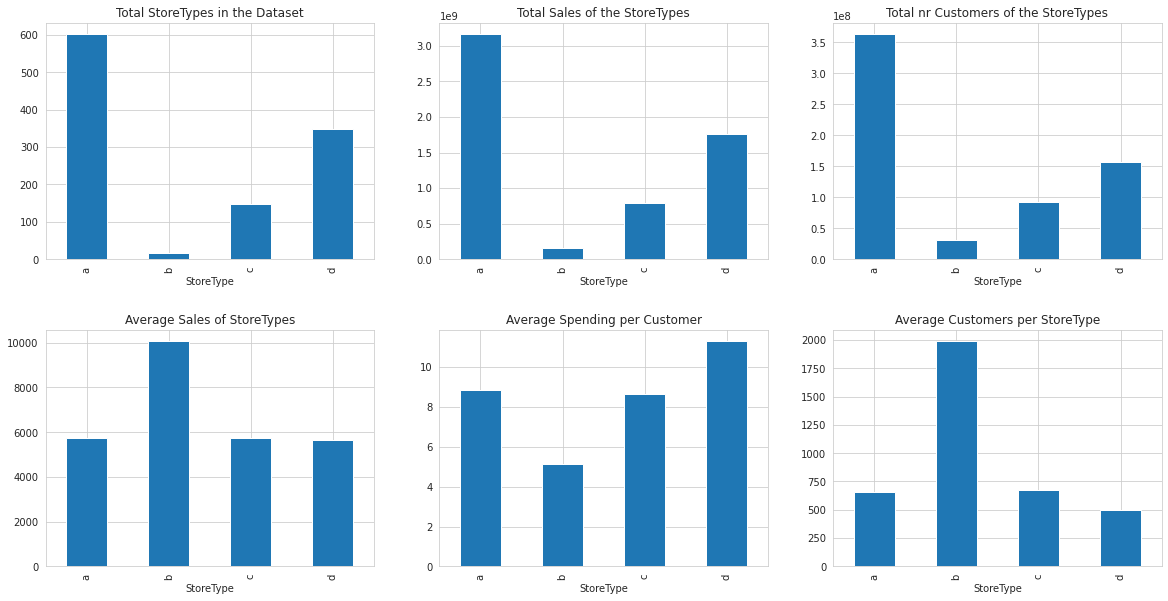 Total StoreTypes in the Dataset
600
500
400
300
200
100
0
a
b
c
d
StoreType
Total Sales of the StoreTypes
1e9
3.0
2.5
2.0
1.5
1.0
0.5
0.0
a
b
c
d
StoreType
Total nr Customers of the StoreTypes
1e8
3.5
3.0
2.5
2.0
1.5
1.0
0.5
0.0
a
b
c
d
StoreType
Average Sales of StoreTypes
10000
8000
6000
4000
2000
0
a
b
c
d
StoreType
Average Spending per Customer
10
8
6
4
2
0
a
b
c
d
StoreType
Average Customers per StoreType
2000
1750
1500
1250
1000
750
500
250
0
a
b
c
d
StoreType